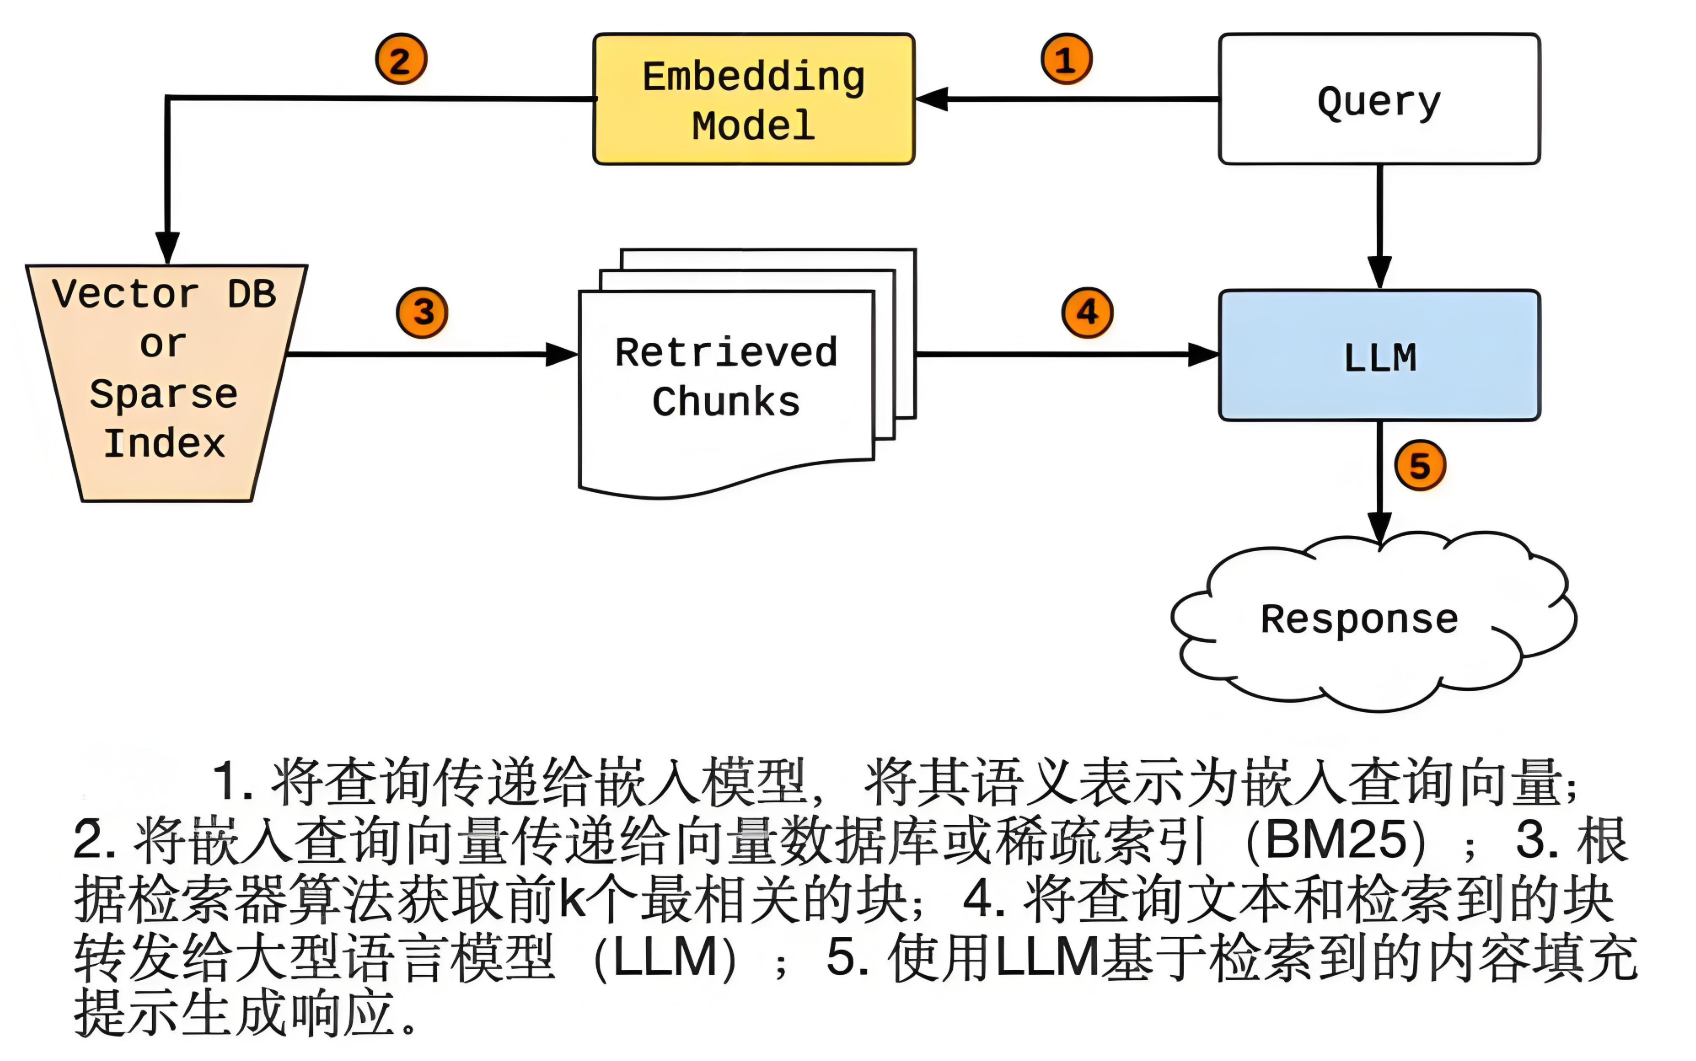 2
Embedding
Model
1
Query
Vector DB
or
Sparse
Index
3
Retrieved
Chunks
4
LLM
5
Response
1. 将查询传递给嵌入模型，将其语义表示为嵌入查询向量；
2. 将嵌入查询向量传递给向量数据库或稀疏索引（BM25）；3. 根
据检索器算法获取前k个最相关的块；4. 将查询文本和检索到的块
转发给大型语言模型（LLM）；5. 使用LLM基于检索到的内容填充
提示生成响应。